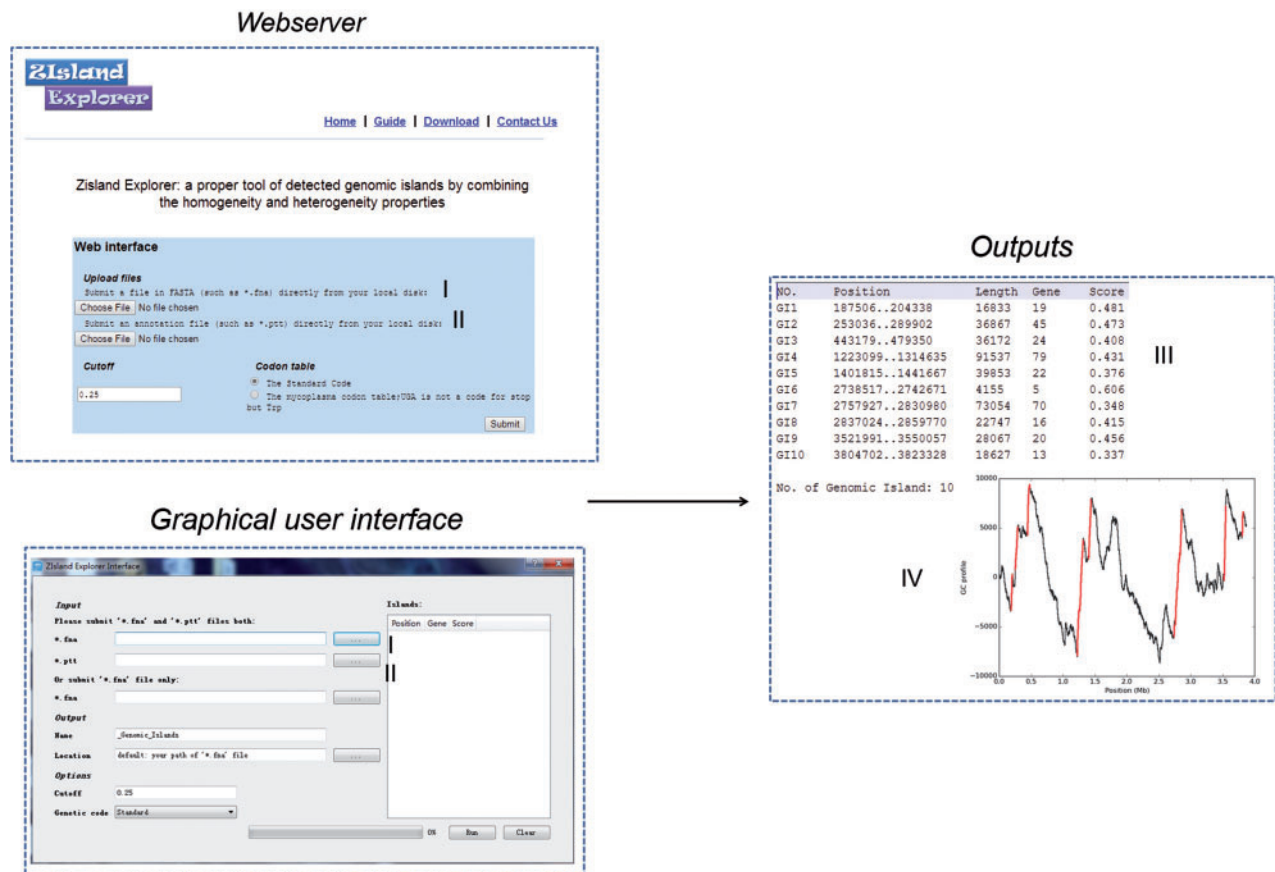 Webserver
ZIsland
Explorer
Home | Guide | Download | Contact Us
Zisland Explorer: a proper tool of detected genomic islands by combining
the homogeneity and heterogeneity properties
Web interface
Upload files
Submit a file in FASTA (such as *.fna) directly from your local disk: I
Choose File No file chosen
Submit an annotation file (such as *.ptt) directly from your local disk: II
Choose File No file chosen
Cutoff Codon table
0.25
The Standard Code
The mycoplasma codon table;UGA is not a code for stop
but Trp
Submit
Graphical user interface
ZIsland Explorer Interface
Input
Please submit '*.fna' and '*.ptt' files both:
*.fna ...
*.ptt ...
Or submit '*.fna' file only:
*.fna ...
Output
Name _Genomic_Islands
Location default: your path of '*.fna' file ...
Options
Cutoff 0.25
Genetic code Standard
Islands:
Position Gene Score
I
II
0% Run Clear
Outputs
NO. Position Length Gene Score
GI1 187506..204338 16833 19 0.481
GI2 253036..289902 36867 45 0.473
GI3 443179..479350 36172 24 0.408
GI4 1223099..1314635 91537 79 0.431
GI5 1401815..1441667 39853 22 0.376
GI6 2738517..2742671 4155 5 0.606
GI7 2757927..2830980 73054 70 0.348
GI8 2837024..2859770 22747 16 0.415
GI9 3521991..3550057 28067 20 0.456
GI10 3804702..3823328 18627 13 0.337
III
No. of Genomic Island: 10
IV
GC profile
10000
5000
0
−5000
−10000
0.0 0.5 1.0 1.5 2.0 2.5 3.0 3.5 4.0
Position (Mb)